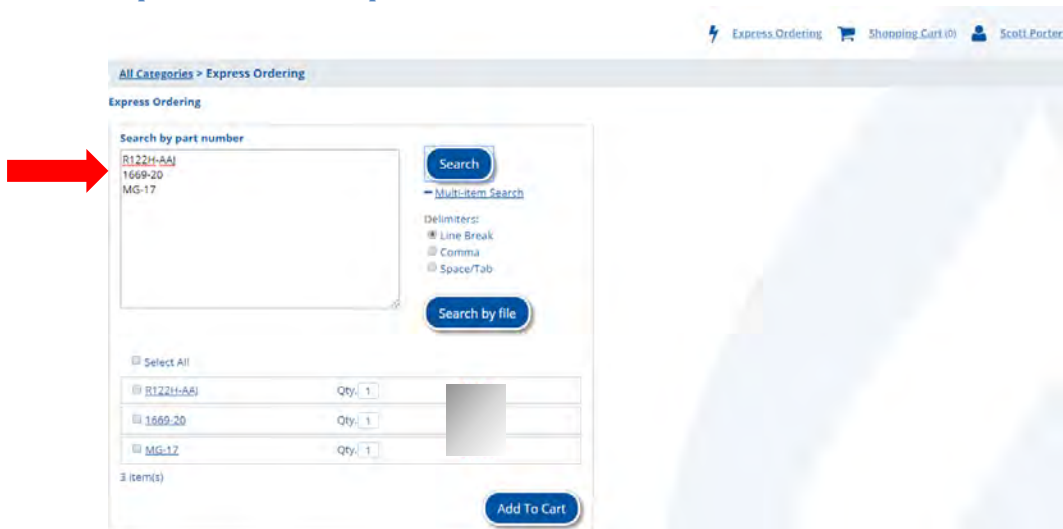 Express Ordering Shopping Cart (0) Scott Porter
All Categories > Express Ordering
Express Ordering
Search by part number
R122H-AAJ
1669-20
MG-17
Search
Multi-item Search
Delimiters:
Line Break
Comma
Space/Tab
Search by file
Select All
R122H-AAJ Qty. 1
1669-20 Qty. 1
MG-17 Qty. 1
3 item(s)
Add To Cart